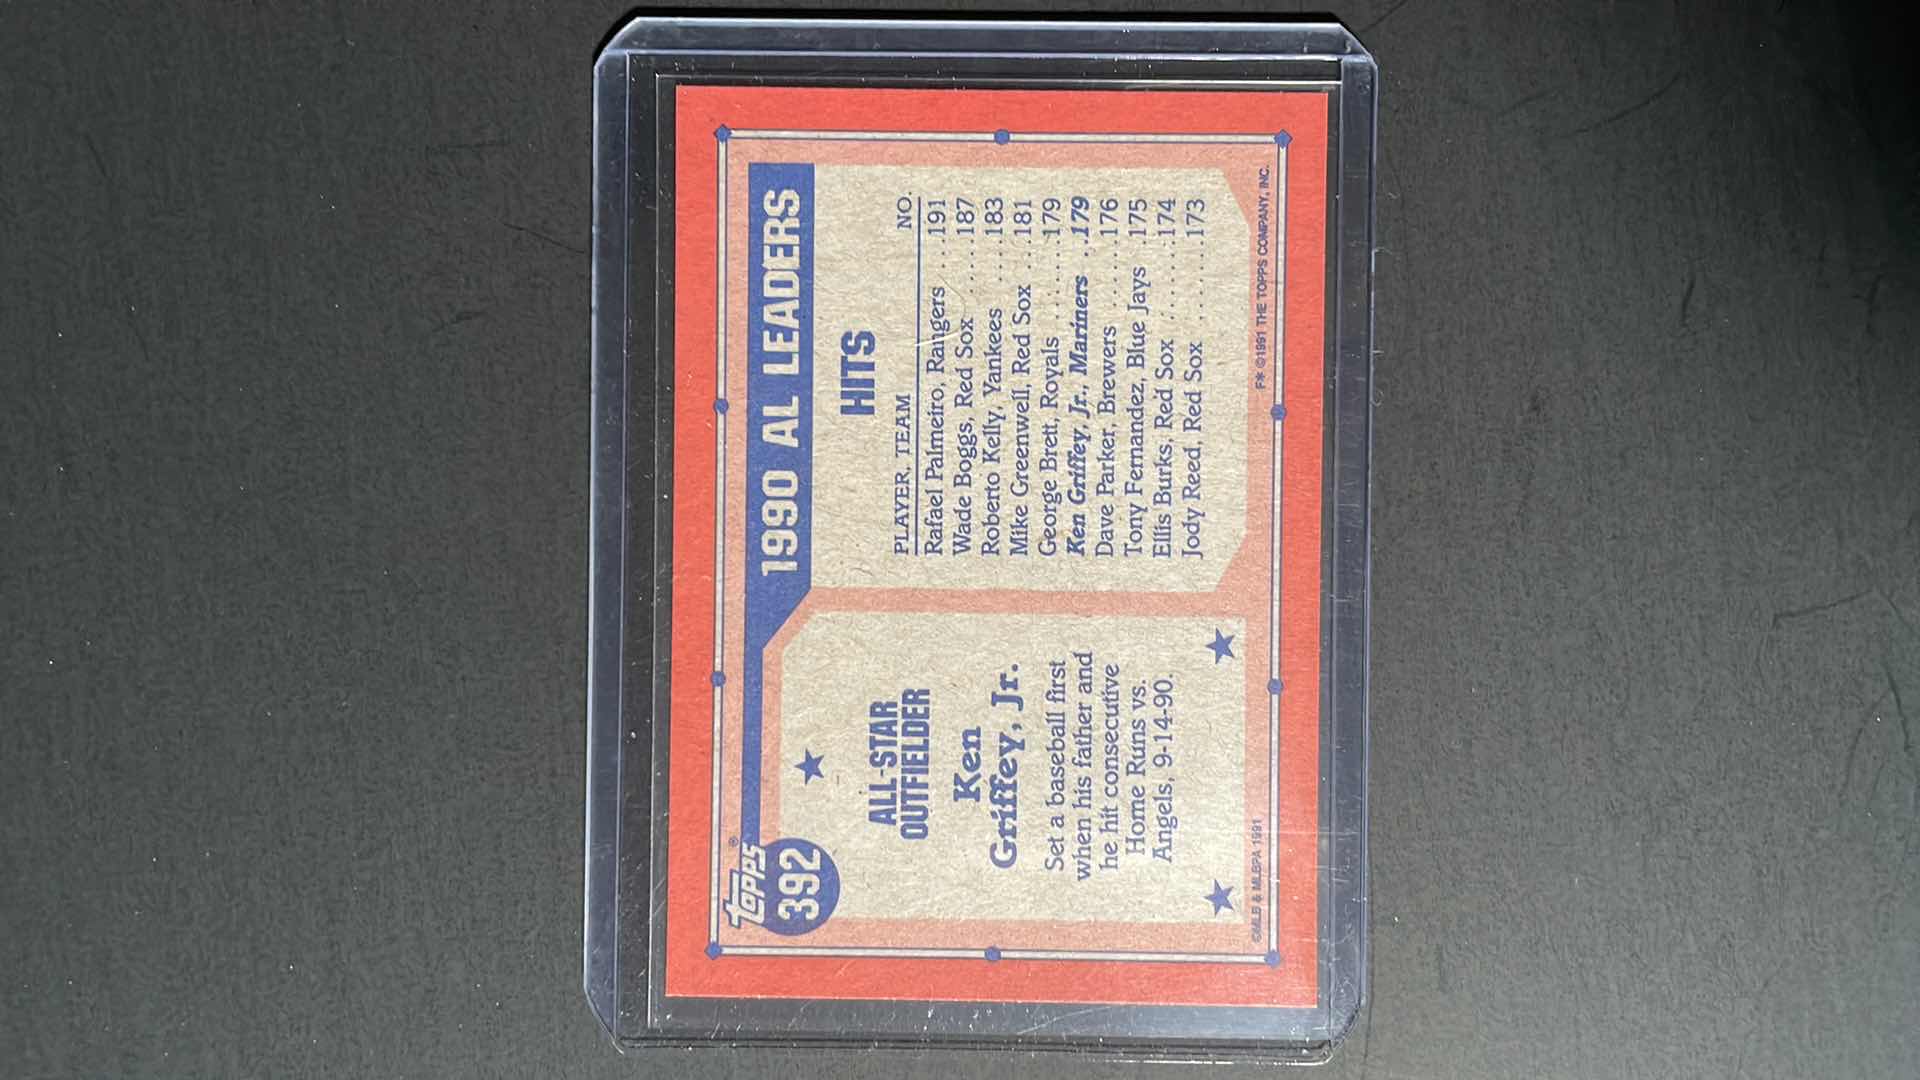 TOPPS®
392
1990 AL LEADERS
ALL-STAR
OUTFIELDER
Ken
Griffey, Jr.
Set a baseball first
when his father and
he hit consecutive
Home Runs vs.
Angels, 9-14-90.
HITS
PLAYER, TEAM NO.
Rafael Palmeiro, Rangers ...191
Wade Boggs, Red Sox .....187
Roberto Kelly, Yankees ....183
Mike Greenwell, Red Sox ...181
George Brett, Royals ........179
Ken Griffey, Jr., Mariners ..179
Dave Parker, Brewers .......176
Tony Fernandez, Blue Jays .175
Ellis Burks, Red Sox .........174
Jody Reed, Red Sox .........173
©MLB & MLBPA 1991
F* ©1991 THE TOPPS COMPANY, INC.